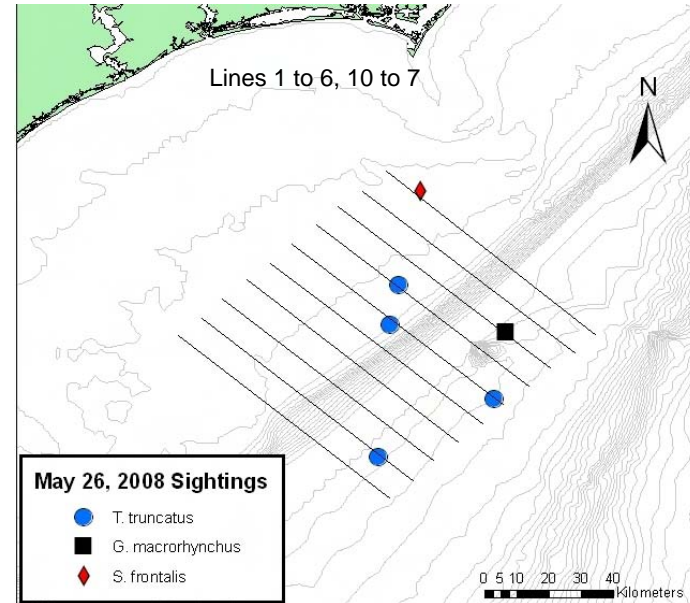 Lines 1 to 6, 10 to 7
N
May 26, 2008 Sightings
T. truncatus
G. macrorhynchus
S. frontalis
0 5 10 20 30 40
Kilometers